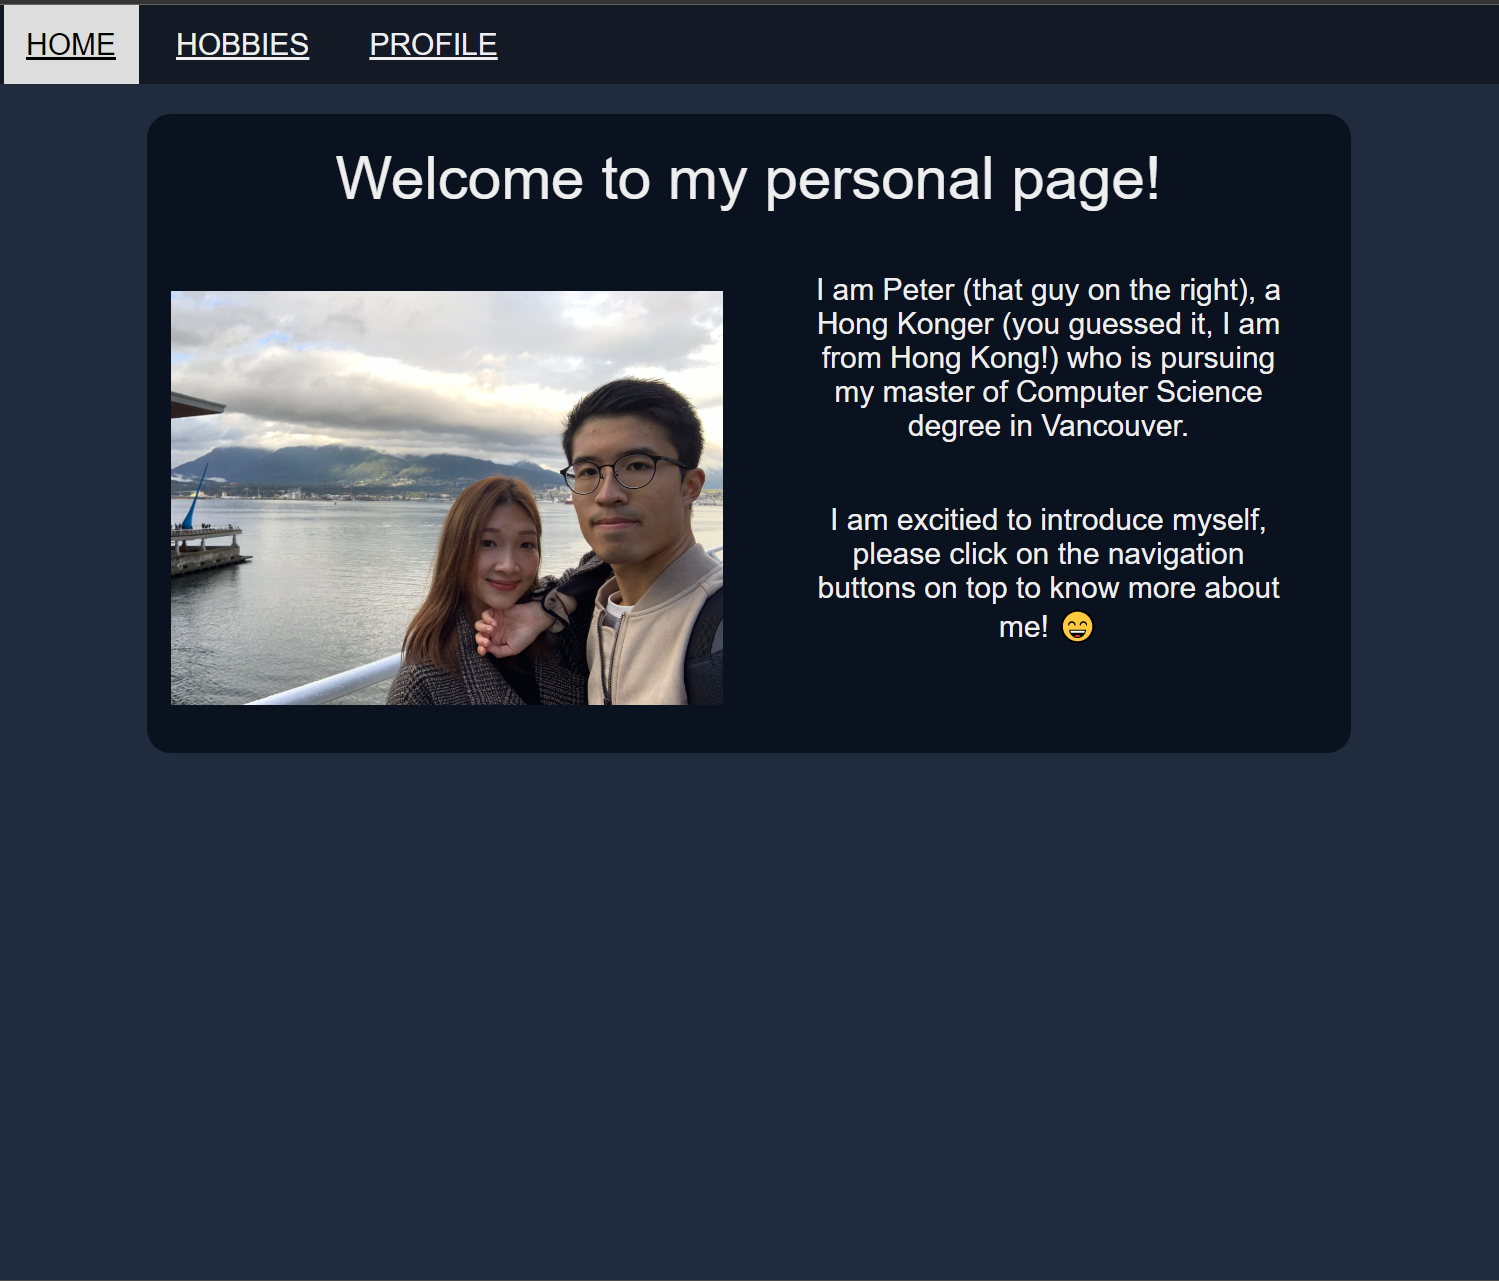 HOME HOBBIES PROFILE
Welcome to my personal page!
I am Peter (that guy on the right), a
Hong Konger (you guessed it, I am
from Hong Kong!) who is pursuing
my master of Computer Science
degree in Vancouver.
I am excitied to introduce myself,
please click on the navigation
buttons on top to know more about
me! 😄